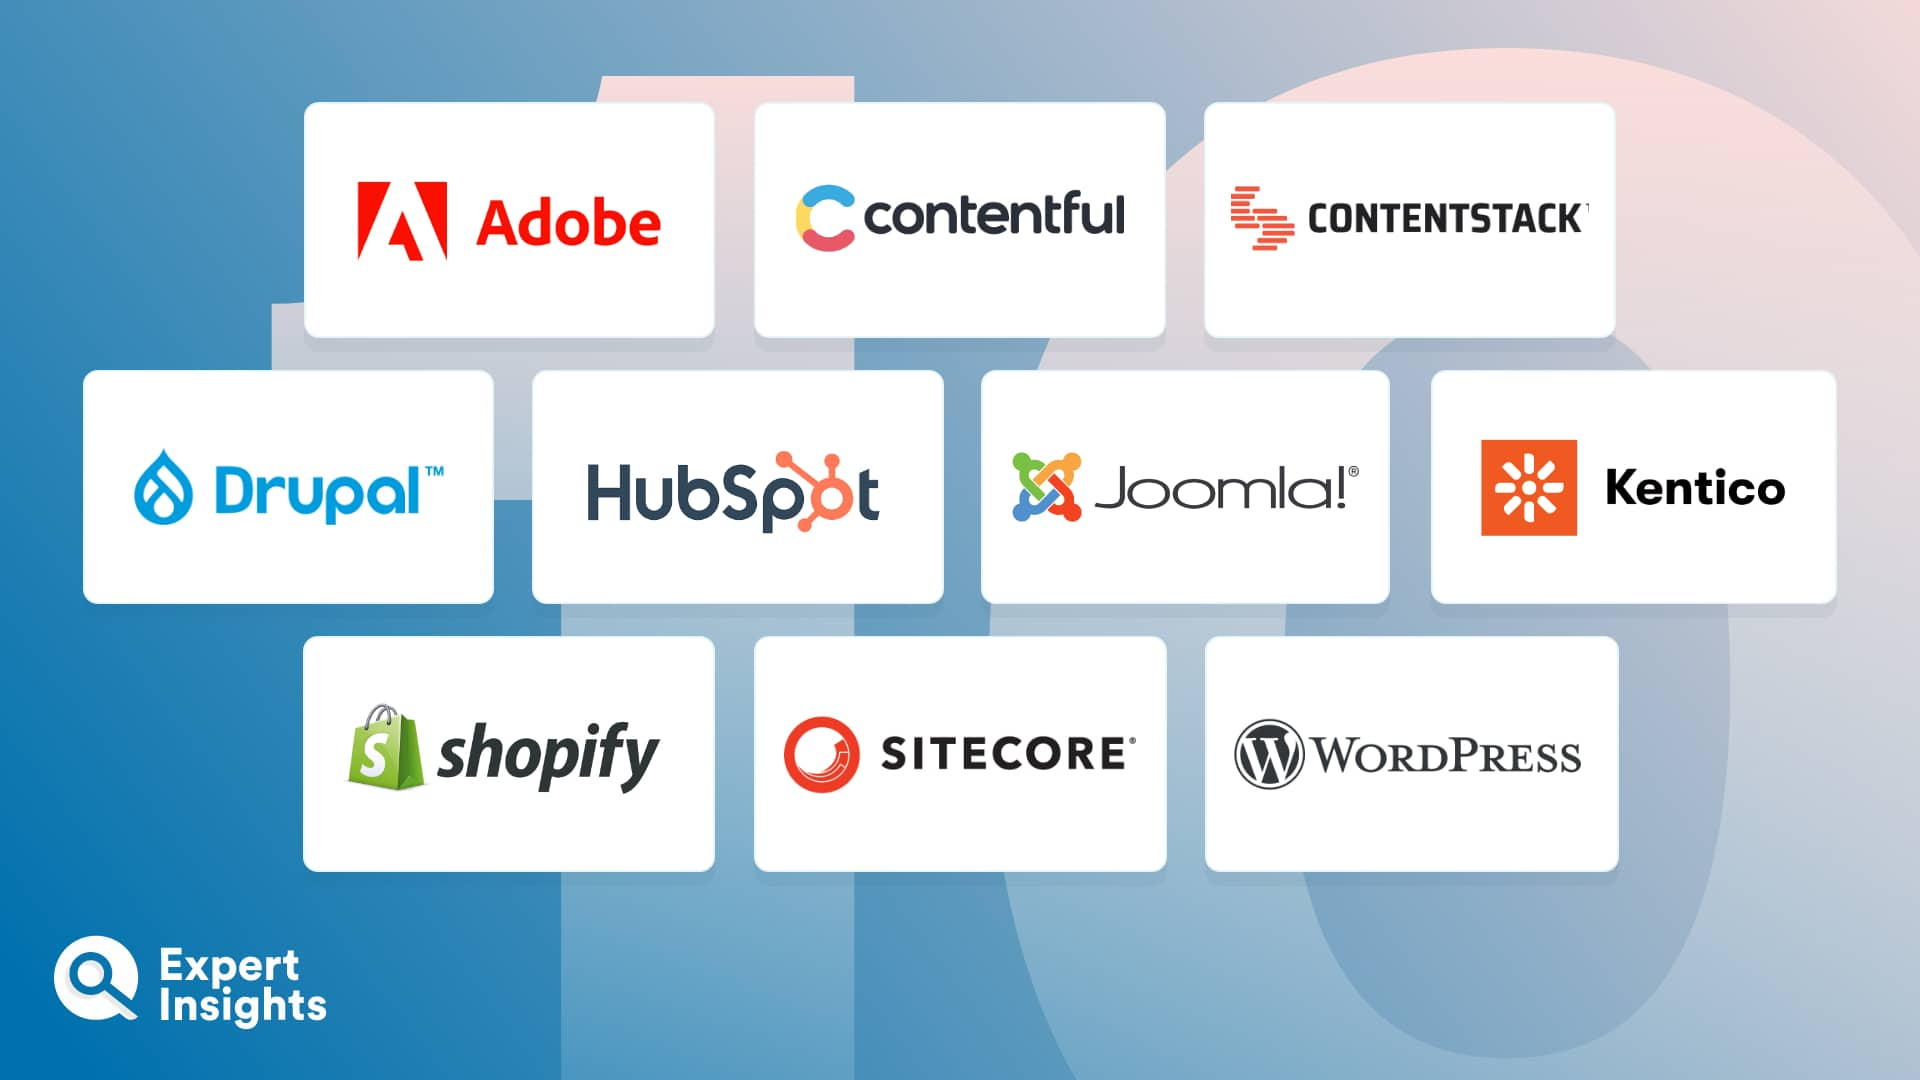 Adobe
contentful
CONTENTSTACK
Drupal™
HubSpot
Joomla!®
Kentico
shopify
SITECORE®
WORDPRESS
Expert
Insights